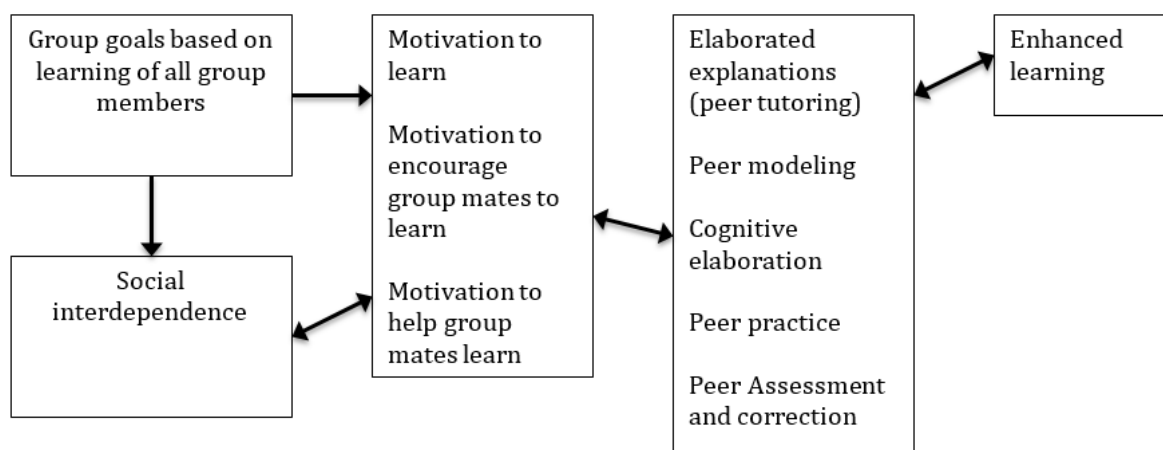 Group goals based on
learning of all group
members
Social
interdependence
Motivation to
learn
Motivation to
encourage
group mates to
learn
Motivation to
help group
mates learn
Elaborated
explanations
(peer tutoring)
Peer modeling
Cognitive
elaboration
Peer practice
Peer Assessment
and correction
Enhanced
learning